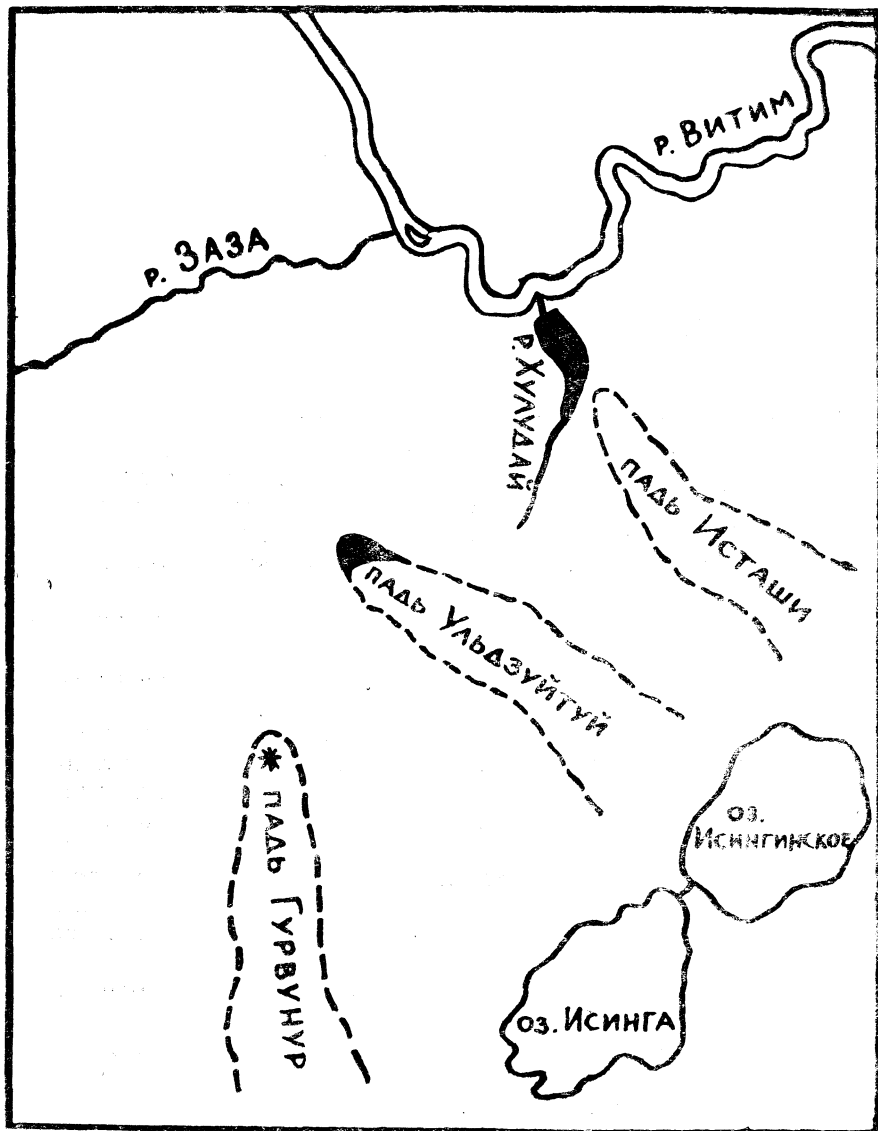 р. Витим
р. Заза
р. Хулудай
падь Исташи
падь Ульдзуйтуй
оз.
Исингинское
падь Гурвунур
оз. Исинга